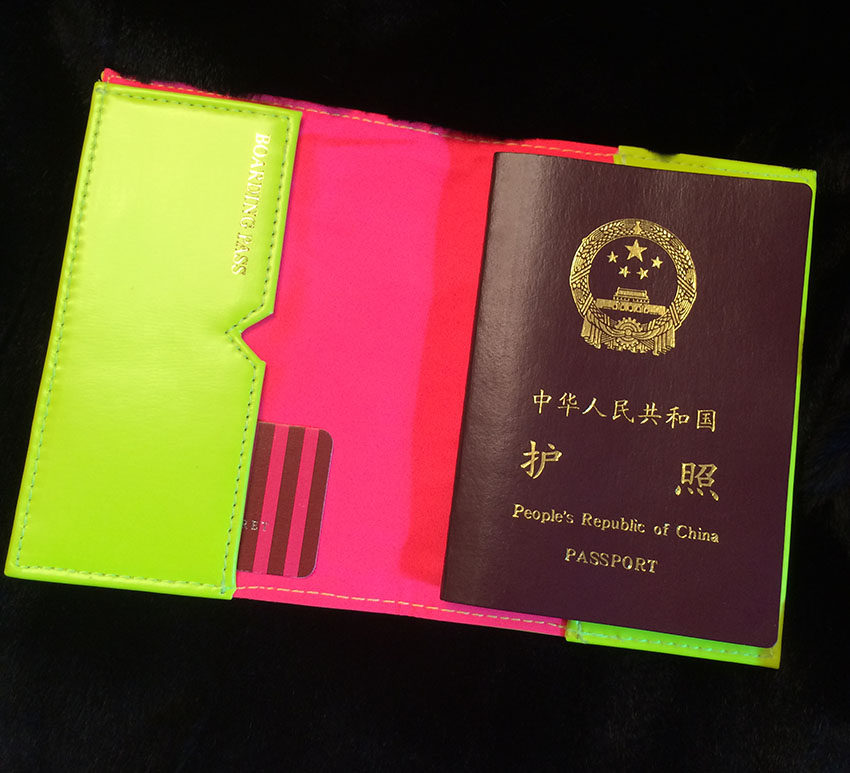 BOARDING PASS
中华人民共和国
护 照
People's Republic of China
PASSPORT